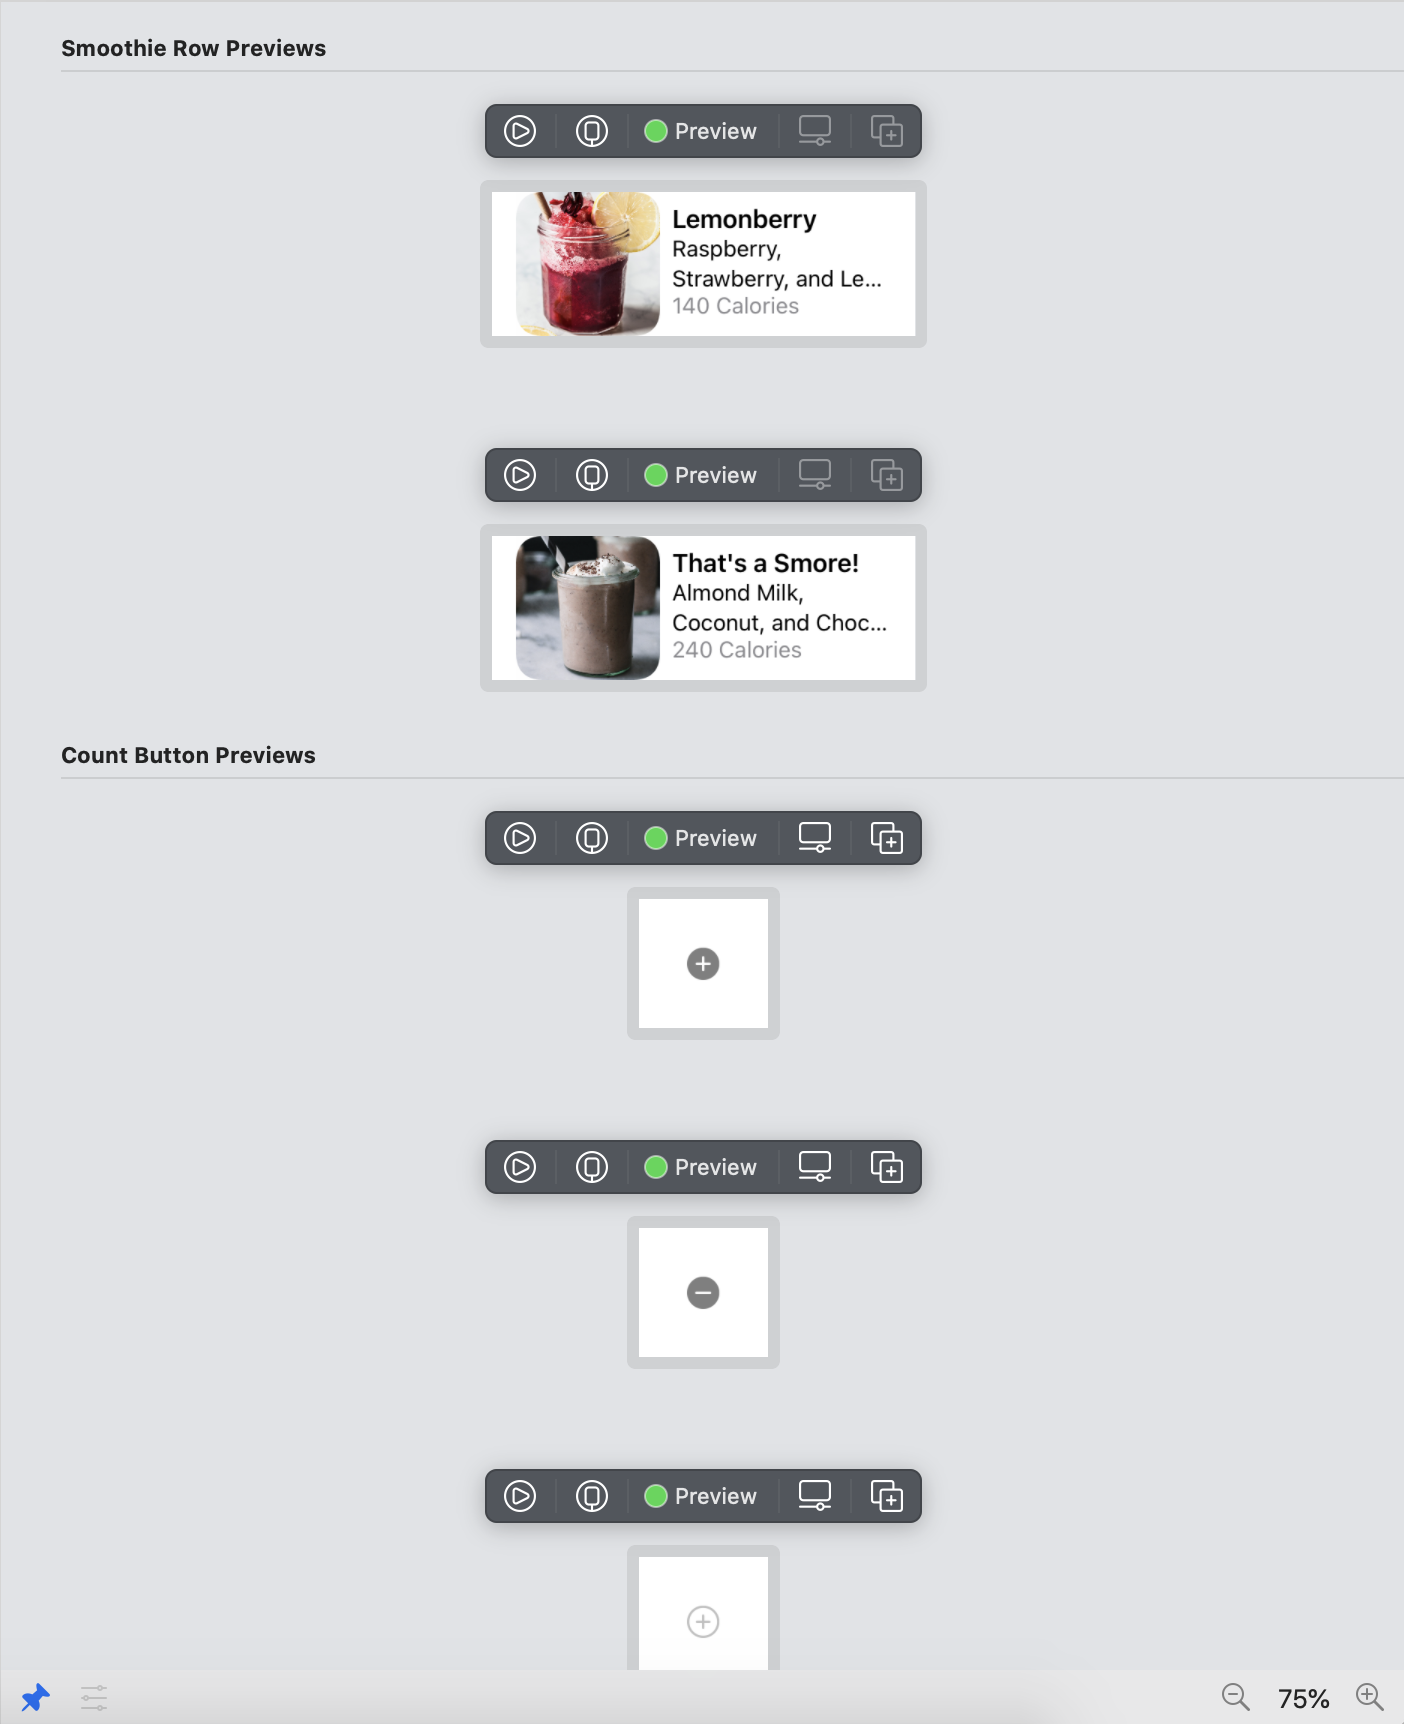 Smoothie Row Previews
Preview
Lemonberry
Raspberry,
Strawberry, and Le...
140 Calories
Preview
That's a Smore!
Almond Milk,
Coconut, and Choc...
240 Calories
Count Button Previews
Preview
Preview
Preview
75%